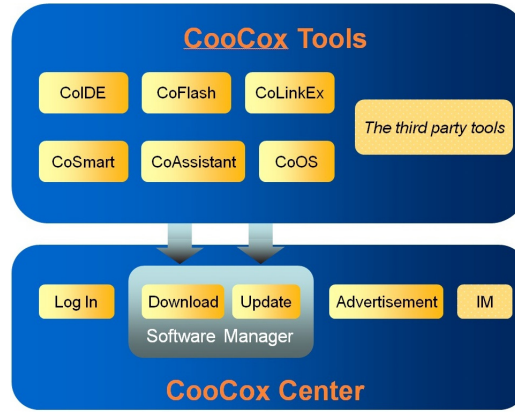 CooCox Tools
CoIDE CoFlash CoLinkEx
The third party tools
CoSmart CoAssistant CoOS
Log In Download Update Advertisement IM
Software Manager
CooCox Center